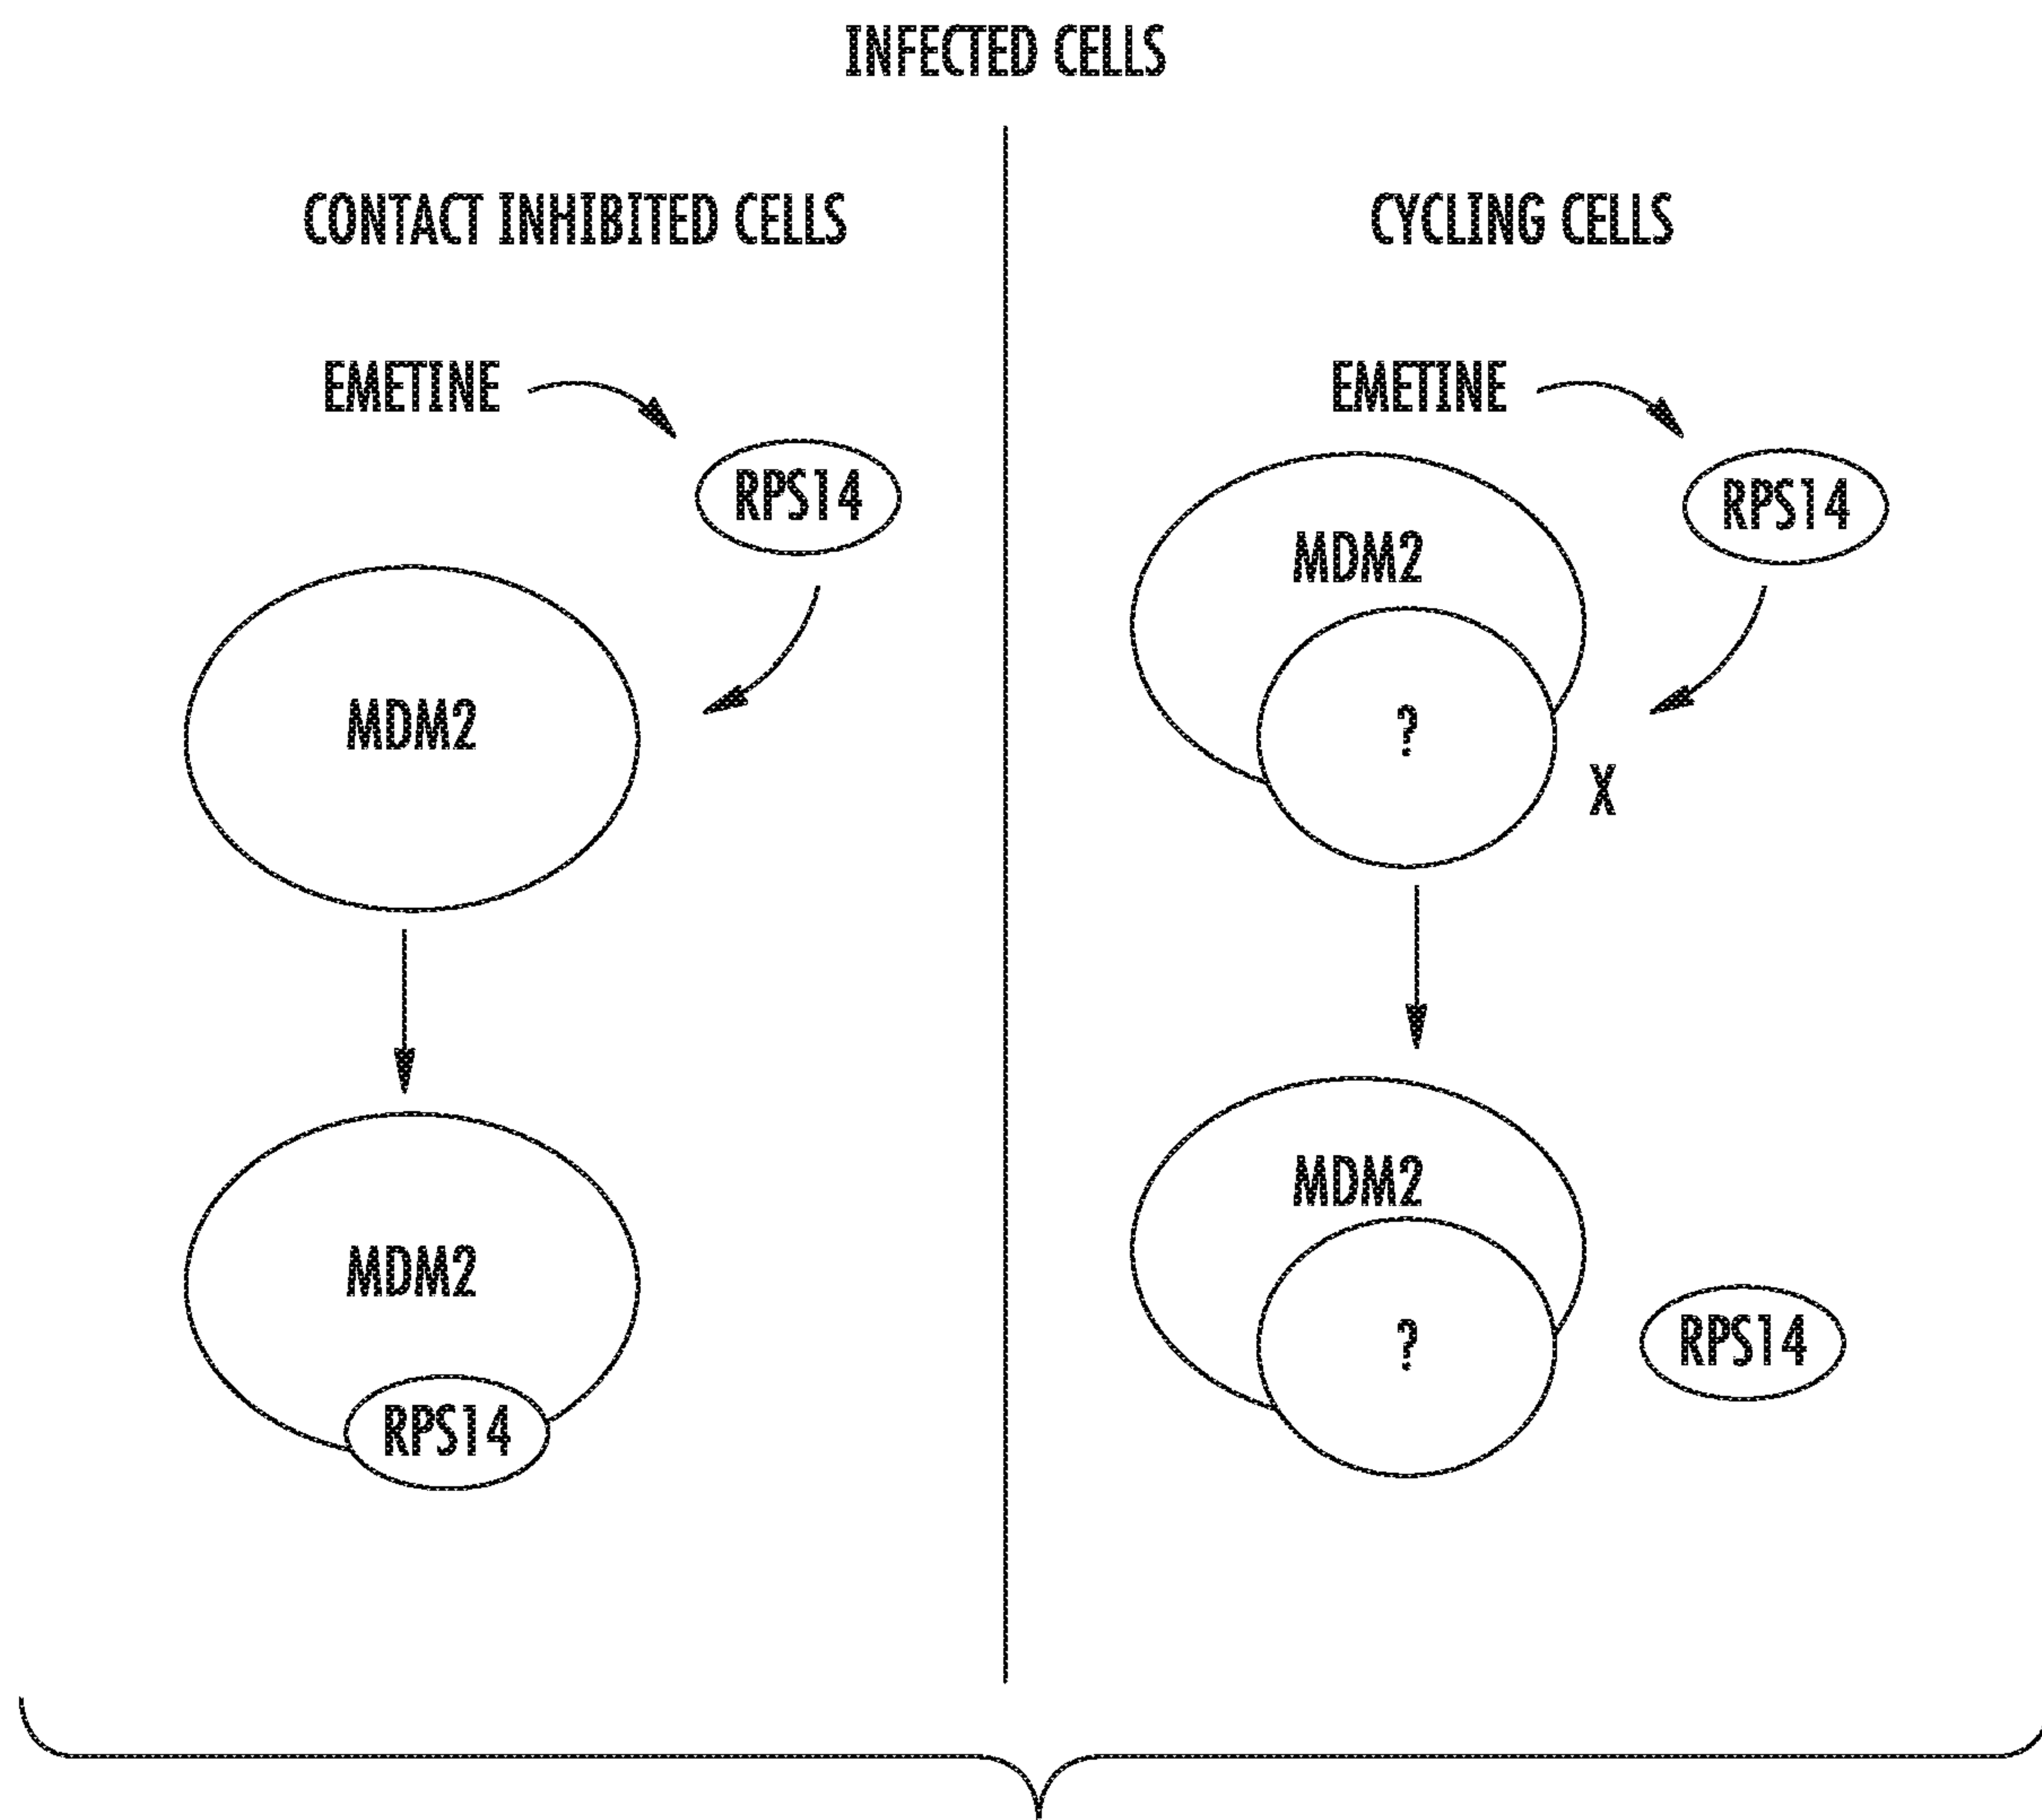 INFECTED CELLS
CONTACT INHIBITED CELLS
EMETINE
RPS14
MDM2
MDM2
RPS14
CYCLING CELLS
EMETINE
RPS14
MDM2
?
X
MDM2
?
RPS14